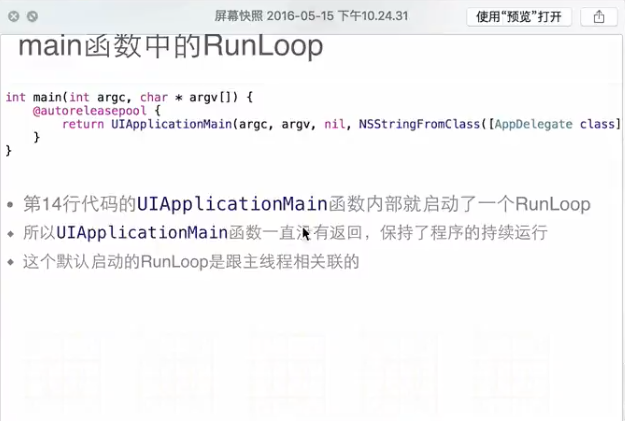 屏幕快照 2016-05-15 下午10.24.31
使用“预览”打开
main函数中的RunLoop
int main(int argc, char * argv[]) {
@autoreleasepool {
return UIApplicationMain(argc, argv, nil, NSStringFromClass([AppDelegate class]
}
}
• 第14行代码的UIApplicationMain函数内部就启动了一个RunLoop
◆ 所以UIApplicationMain函数一直没有返回，保持了程序的持续运行
◆ 这个默认启动的RunLoop是跟主线程相关联的